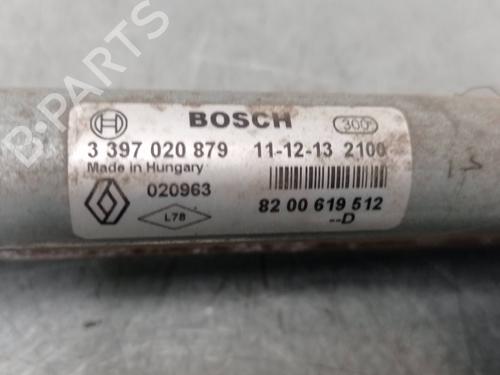 B-PARTS
BOSCH 300
3 397 020 879 11-12-13 2100
Made in Hungary
020963
L78 82 00 619 512
--D